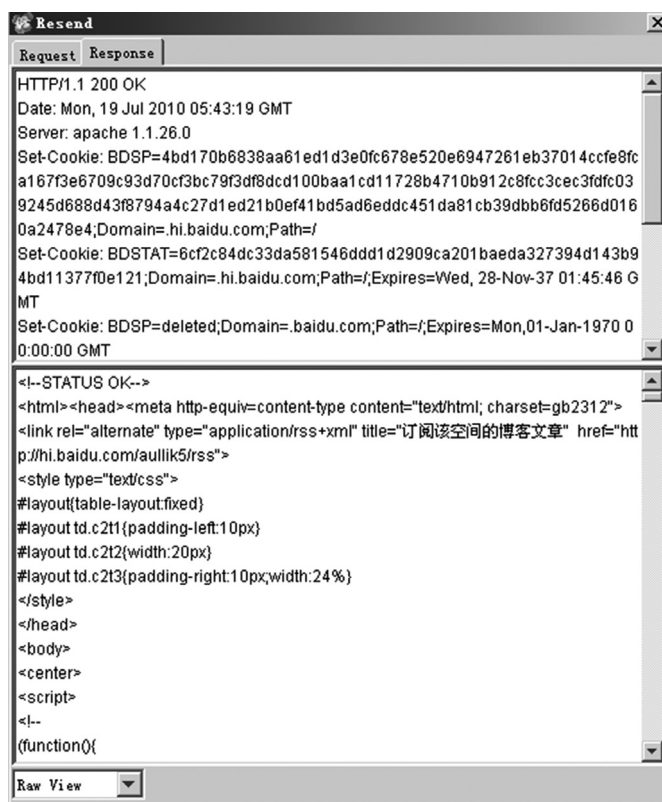 Resend
Request Response
HTTP/1.1 200 OK
Date: Mon, 19 Jul 2010 05:43:19 GMT
Server: apache 1.1.26.0
Set-Cookie: BDSP=4bd170b6838aa61ed1d3e0fc678e520e6947261eb37014ccfe8fc
a167f3e6709c93d70cf3bc79f3df8dcd100baa1cd11728b4710b912c8fcc3cec3fdfc03
9245d688d43f8794a4c27d1ed21b0ef41bd5ad6eddc451da81cb39dbb6fd5266d016
0a2478e4;Domain=.hi.baidu.com;Path=/
Set-Cookie: BDSTAT=6cf2c84dc33da581546ddd1d2909ca201baeda327394d143b9
4bd11377f0e121;Domain=.hi.baidu.com;Path=/;Expires=Wed, 28-Nov-37 01:45:46 G
MT
Set-Cookie: BDSP=deleted;Domain=.baidu.com;Path=/;Expires=Mon,01-Jan-1970 0
0:00:00 GMT
<!--STATUS OK-->
<html><head><meta http-equiv=content-type content="text/html; charset=gb2312">
<link rel="alternate" type="application/rss+xml" title="订阅该空间的博客文章" href="htt
p://hi.baidu.com/aullik5/rss">
<style type="text/css">
#layout{table-layout:fixed}
#layout td.c2t1{padding-left:10px}
#layout td.c2t2{width:20px}
#layout td.c2t3{padding-right:10px;width:24%}
</style>
</head>
<body>
<center>
<script>
<!--
(function(){
Raw View